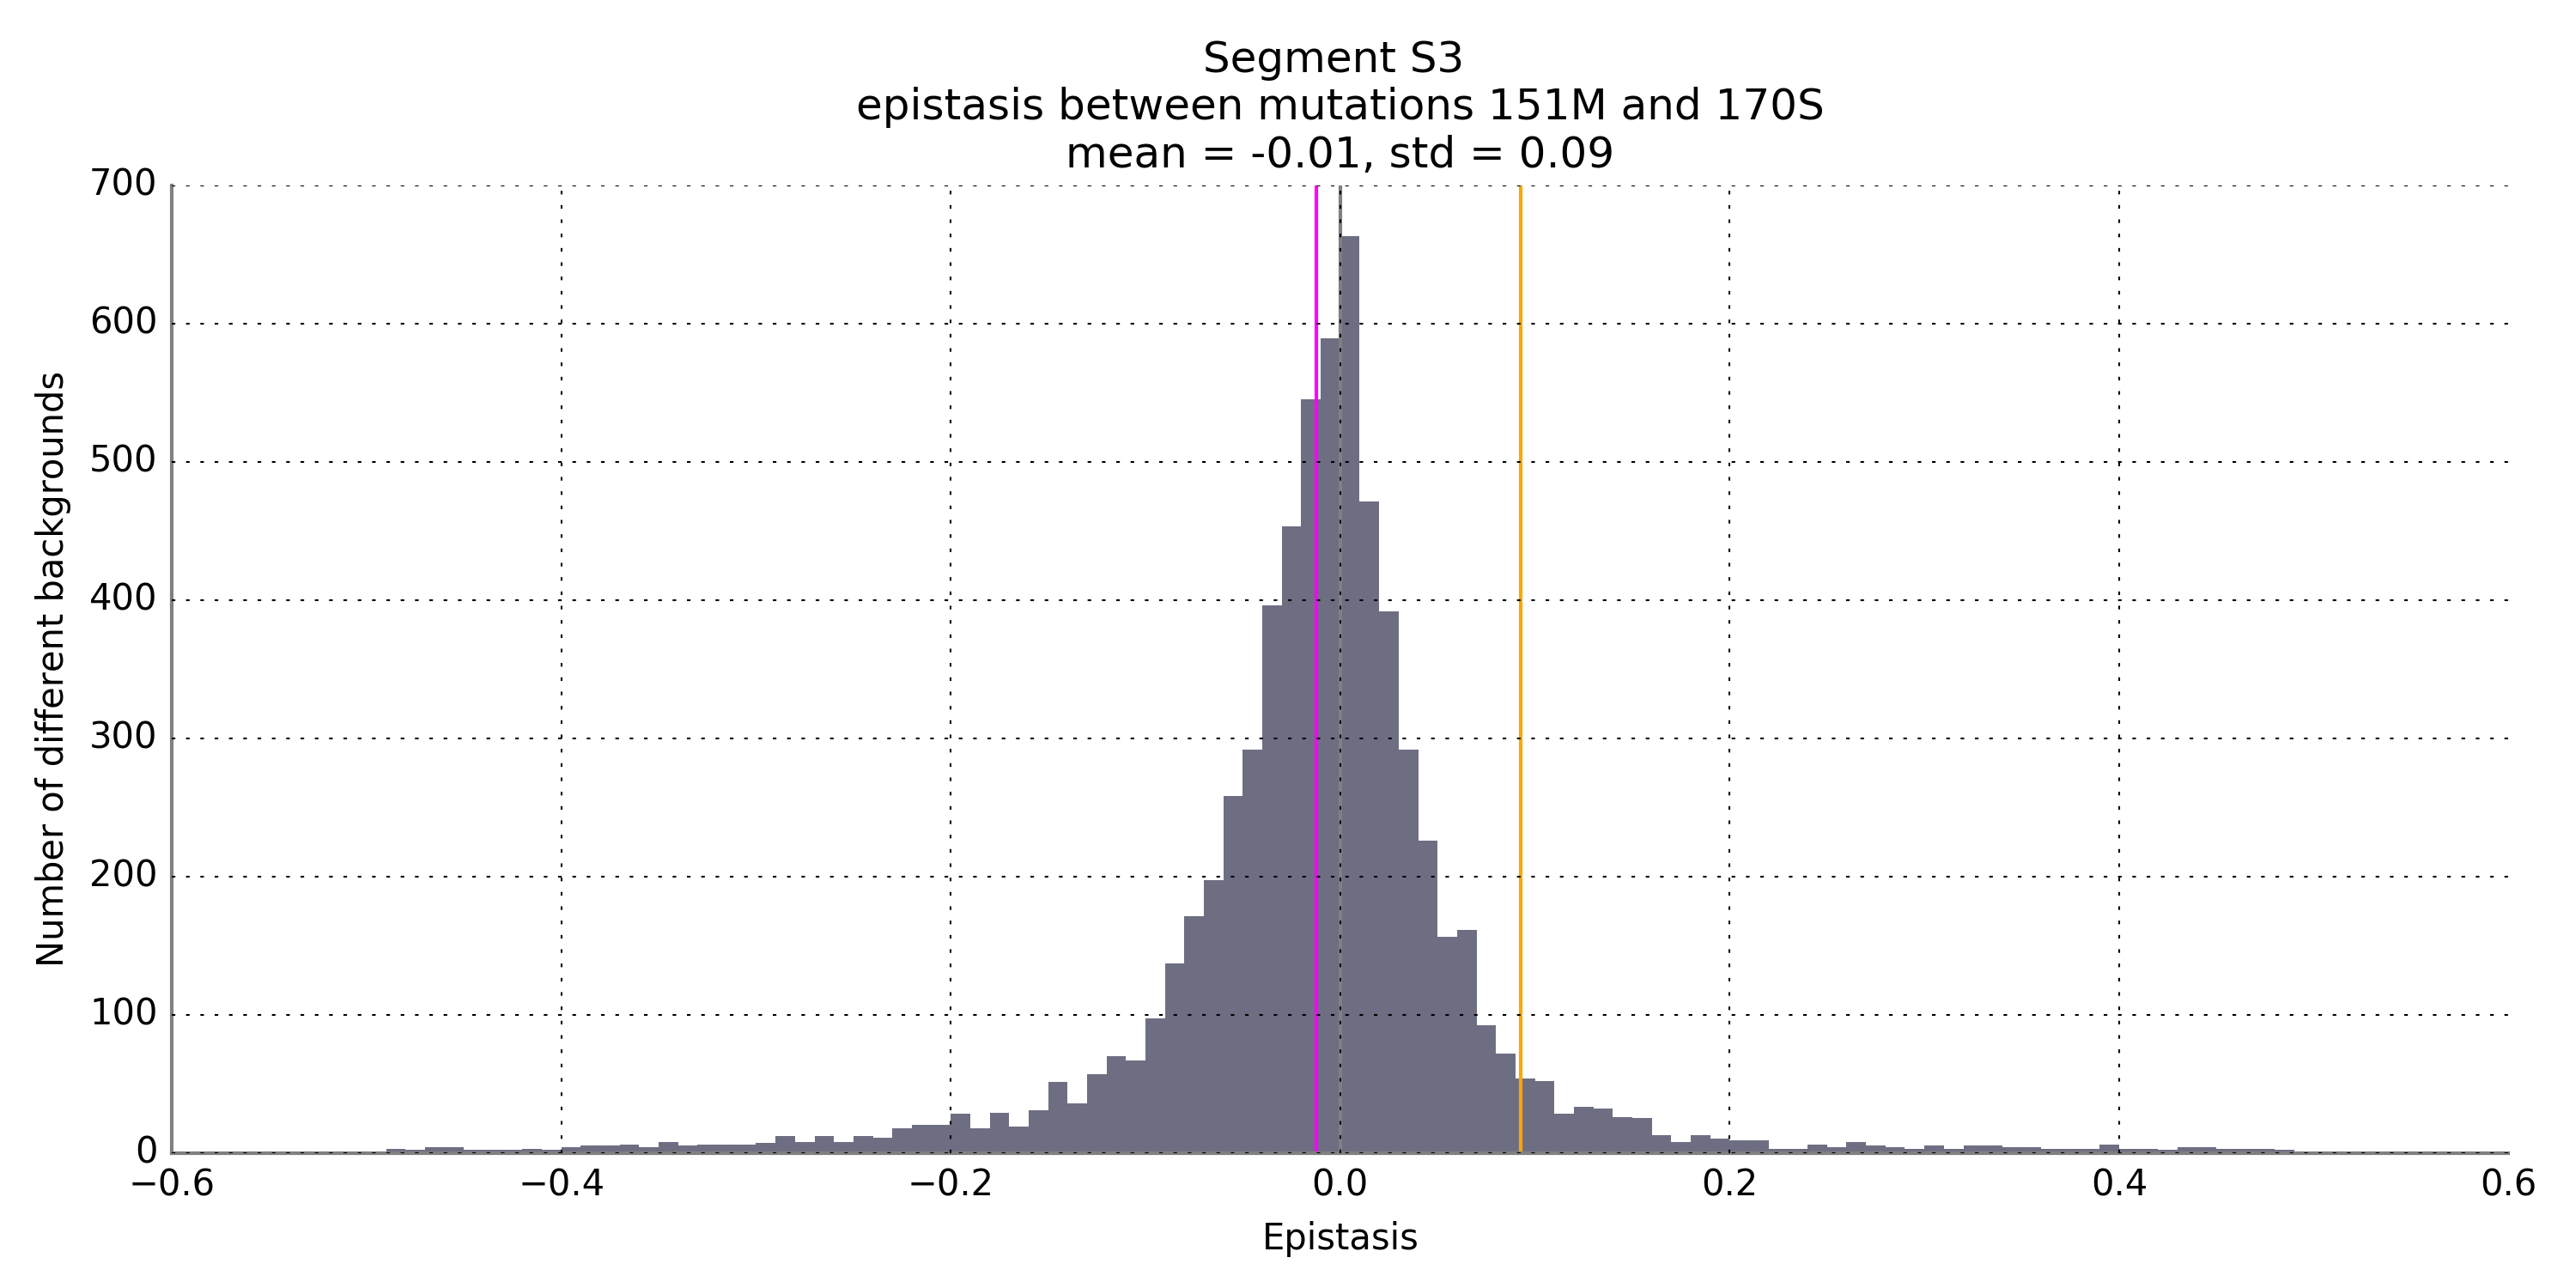 Segment S3
epistasis between mutations 151M and 170S
mean = -0.01, std = 0.09
700
600
500
400
300
200
100
0
Number of different backgrounds
−0.6 −0.4 −0.2 0.0 0.2 0.4 0.6
Epistasis